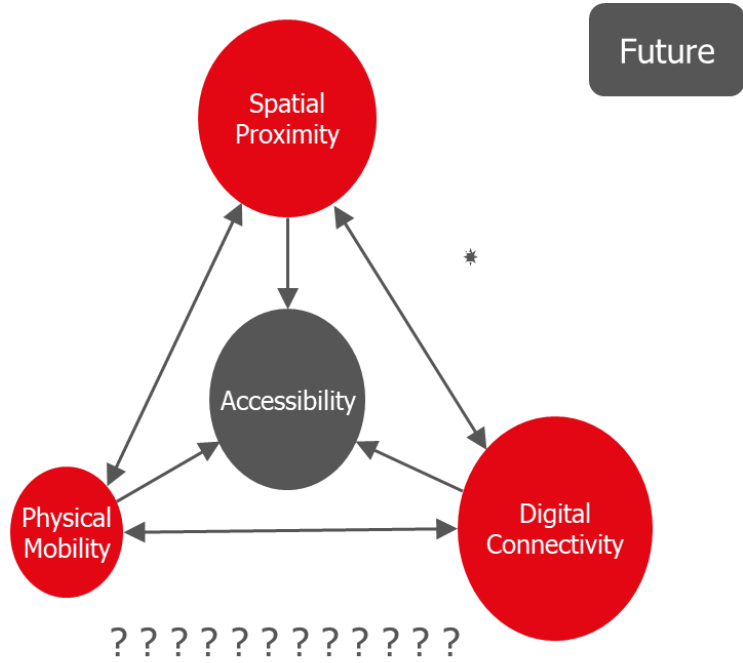 Future
Spatial
Proximity
Accessibility
Physical
Mobility
Digital
Connectivity
? ? ? ? ? ? ? ? ? ? ? ?